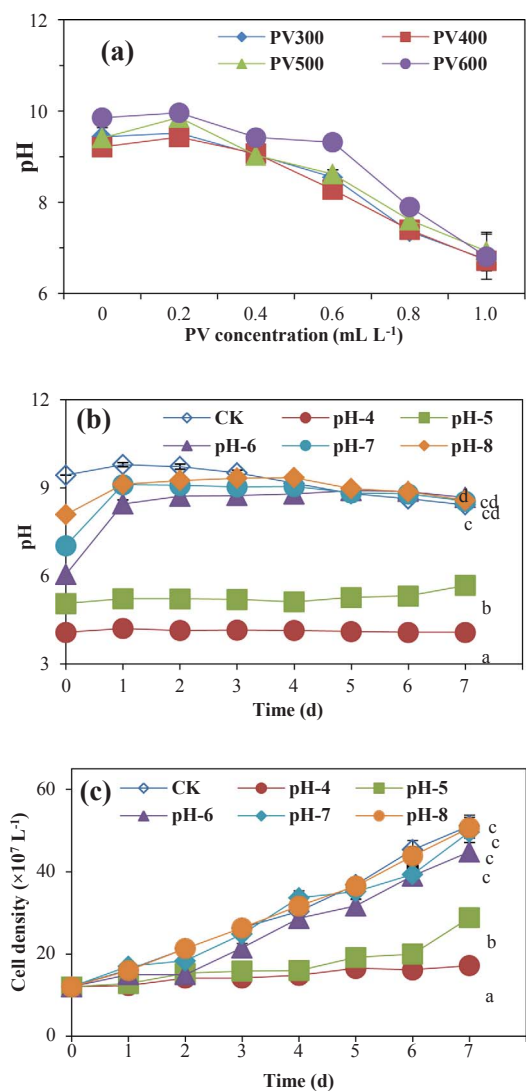 (a)
PV300
PV400
PV500
PV600
12
10
8
6
pH
0
0.2
0.4
0.6
0.8
1.0
PV concentration (mL L⁻¹)
(b)
CK
pH-4
pH-5
pH-6
pH-7
pH-8
12
9
6
3
pH
d
cd
cd
c
b
a
0
1
2
3
4
5
6
7
Time (d)
(c)
CK
pH-4
pH-5
pH-6
pH-7
pH-8
60
40
20
0
Cell density (×10⁷ L⁻¹)
c
c
c
c
b
a
0
1
2
3
4
5
6
7
Time (d)